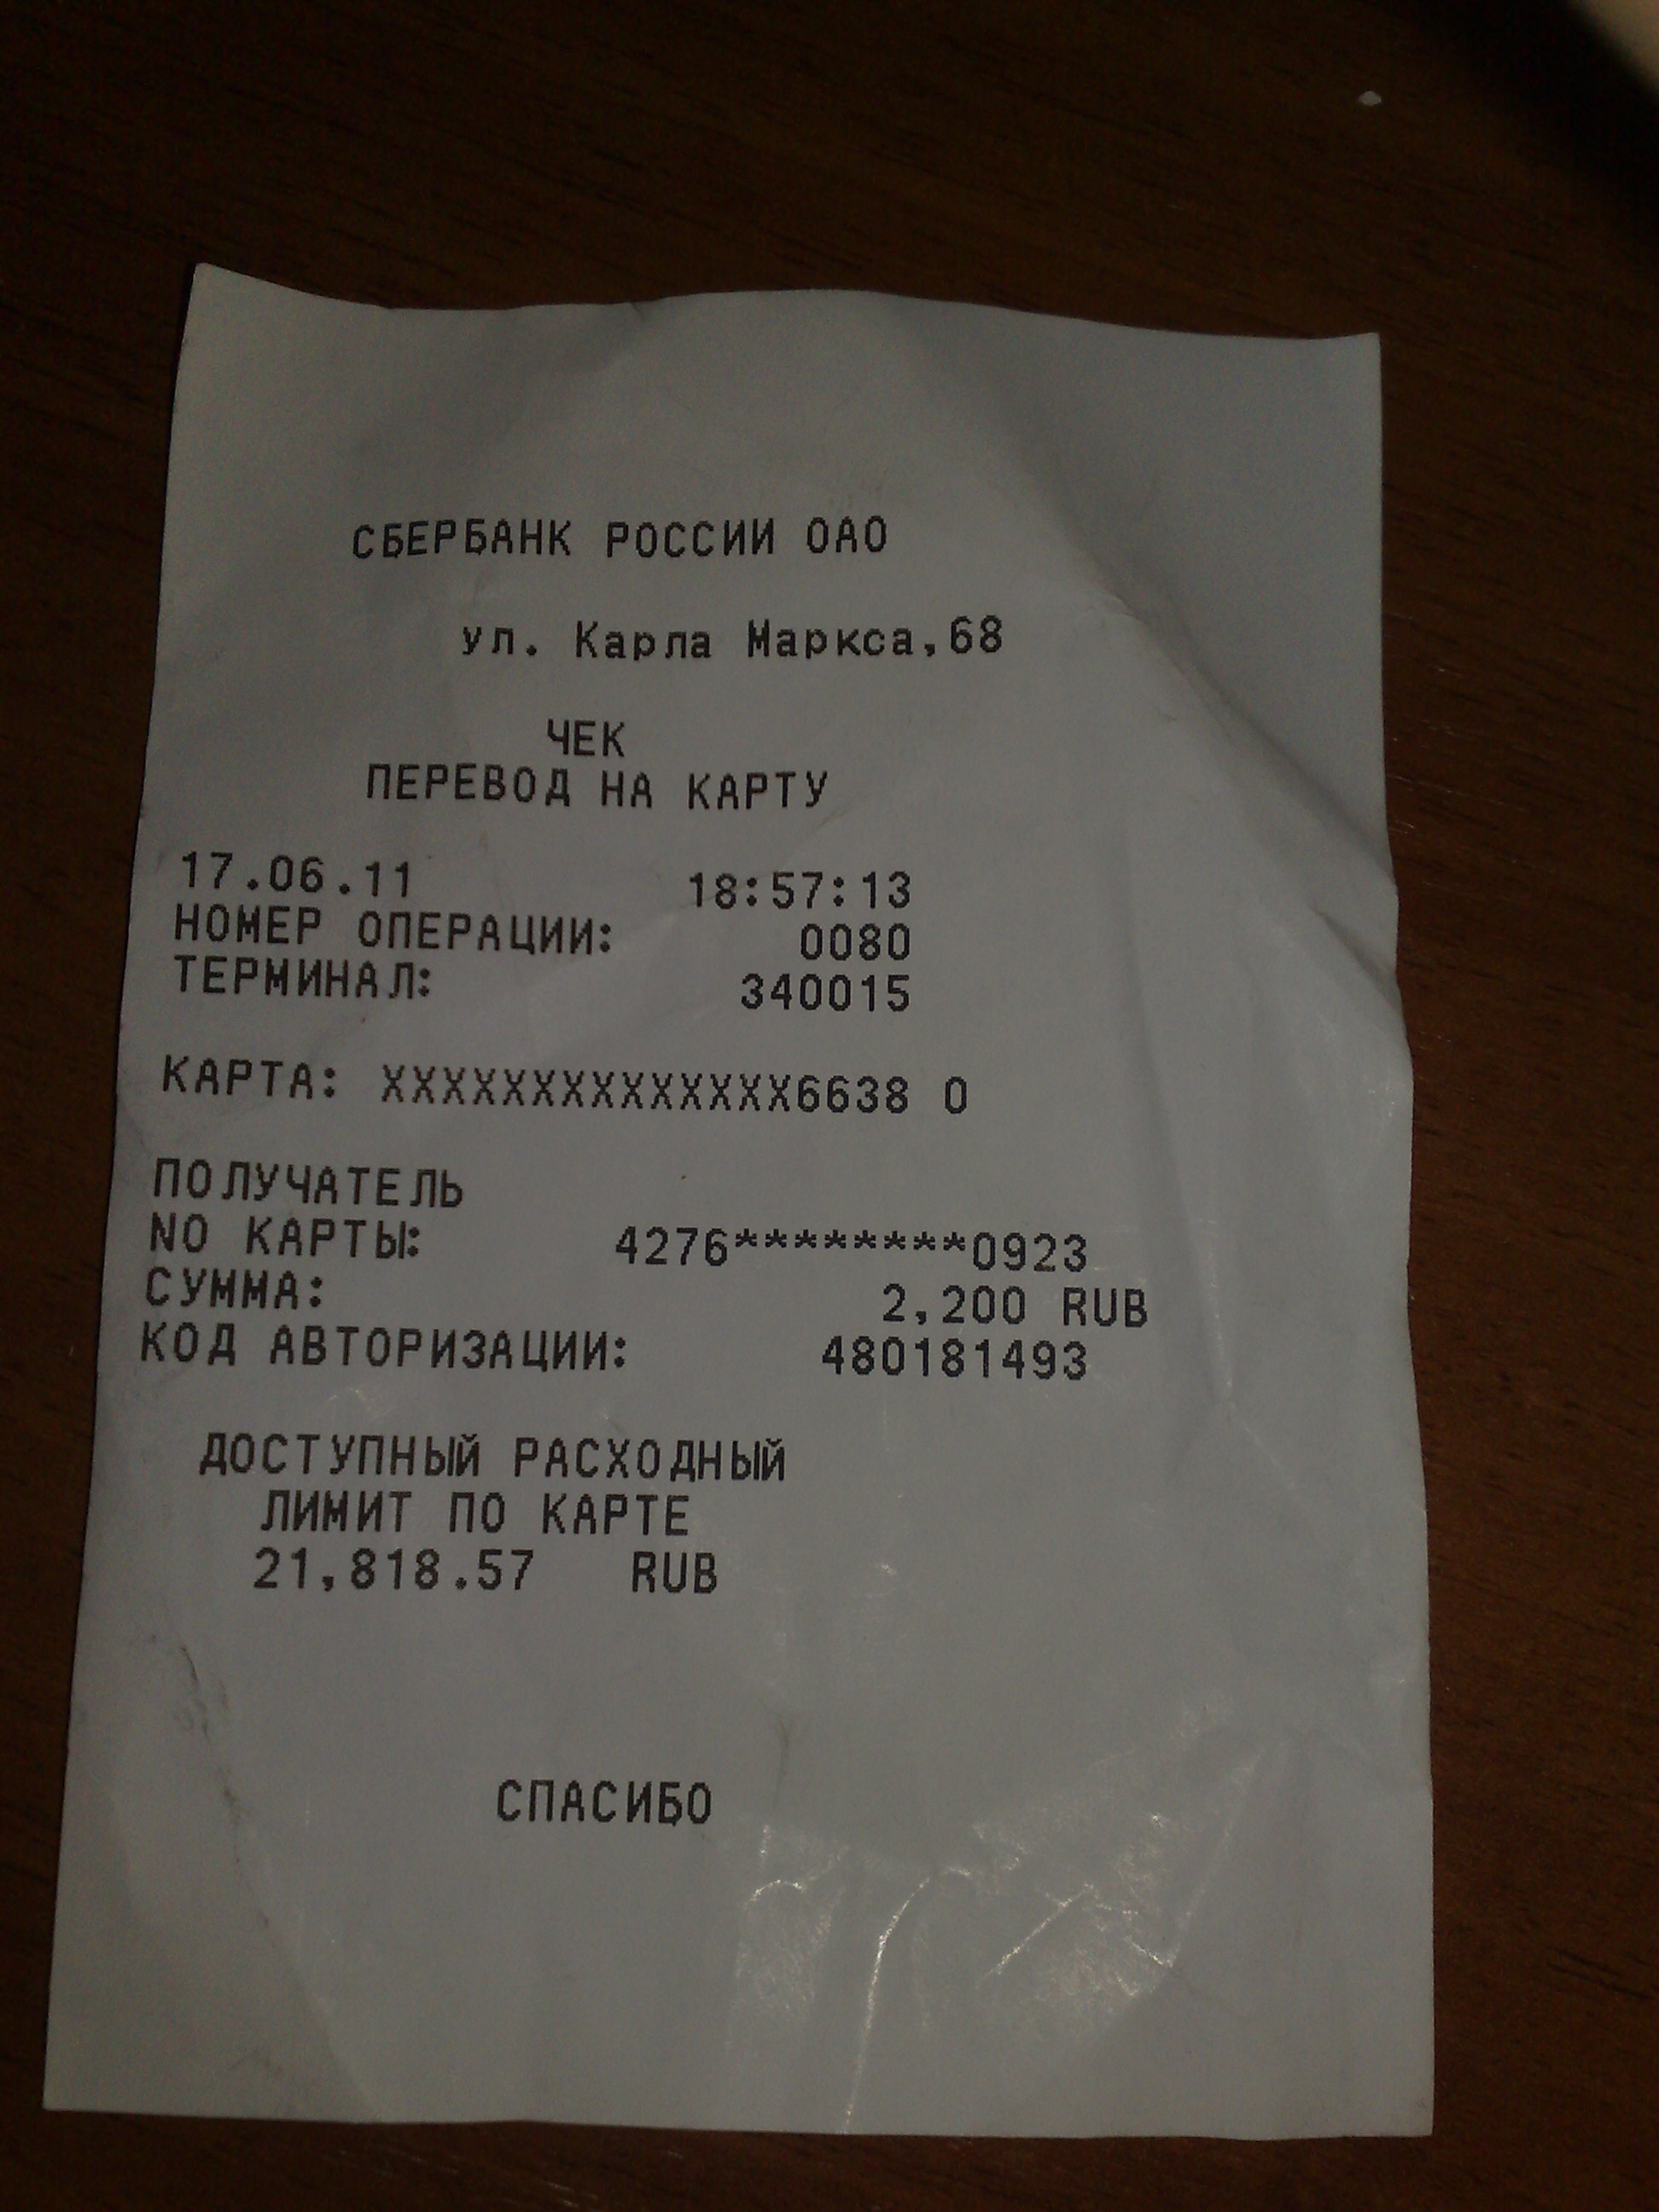 СБЕРБАНК РОССИИ ОАО
ул. Карла Маркса,68
ЧЕК
ПЕРЕВОД НА КАРТУ
17.06.11 18:57:13
НОМЕР ОПЕРАЦИИ: 0080
ТЕРМИНАЛ: 340015
КАРТА: XXXXXXXXXXXXXX6638 0
ПОЛУЧАТЕЛЬ
NO КАРТЫ: 4276********0923
СУММА: 2,200 RUB
КОД АВТОРИЗАЦИИ: 480181493
ДОСТУПНЫЙ РАСХОДНЫЙ
ЛИМИТ ПО КАРТЕ
21,818.57 RUB
СПАСИБО